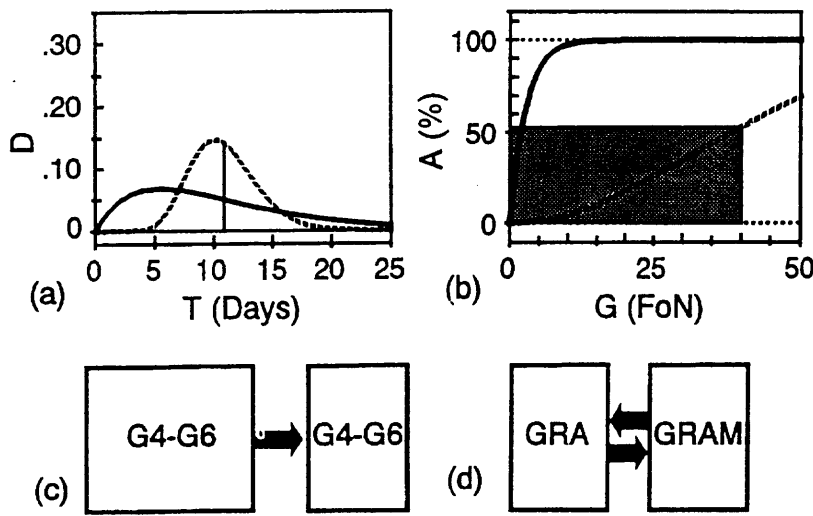 .30
.20
.10
0
D
0 5 10 15 20 25
T (Days)
(a)
100
50
0
A (%)
0 25 50
G (FoN)
(b)
G4-G6
G4-G6
(c)
GRA
GRAM
(d)